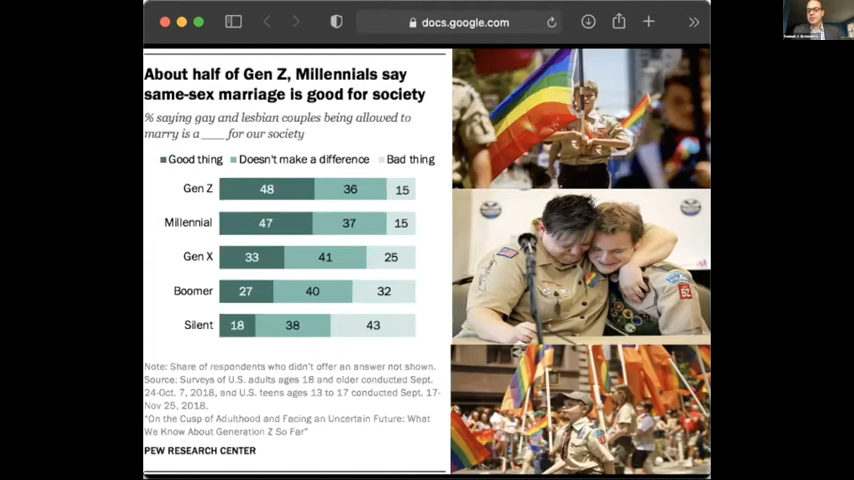 docs.google.com
About half of Gen Z, Millennials say
same-sex marriage is good for society
% saying gay and lesbian couples being allowed to
marry is a ____ for our society
Good thing Doesn't make a difference Bad thing
Gen Z 48 36 15
Millennial 47 37 15
Gen X 33 41 25
Boomer 27 40 32
Silent 18 38 43
Note: Share of respondents who didn't offer an answer not shown.
Source: Surveys of U.S. adults ages 18 and older conducted Sept.
24-Oct. 7, 2018, and U.S. teens ages 13 to 17 conducted Sept. 17-
Nov 25, 2018.
"On the Cusp of Adulthood and Facing an Uncertain Future: What
We Know About Generation Z So Far"
PEW RESEARCH CENTER
52